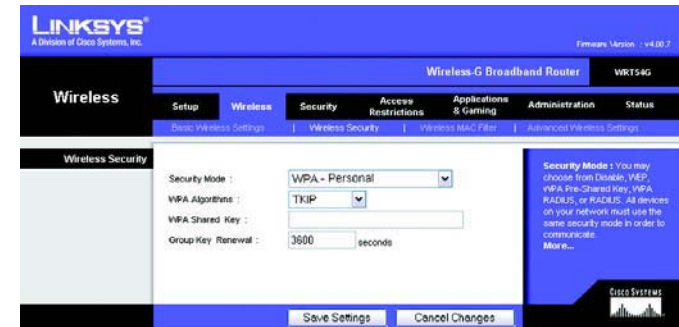 LINKSYS®
A Division of Cisco Systems, Inc.
Firmware Version : v4.00.7
Wireless-G Broadband Router WRT54G
Wireless
Setup Wireless Security Access Restrictions Applications & Gaming Administration Status
Basic Wireless Settings | Wireless Security | Wireless MAC Filter | Advanced Wireless Settings
Wireless Security
Security Mode : WPA - Personal
WPA Algorithms : TKIP
WPA Shared Key :
Group Key Renewal : 3600 seconds
Security Mode : You may
choose from Disable, WEP,
WPA Pre-Shared Key, WPA
RADIUS, or RADIUS. All devices
on your network must use the
same security mode in order to
communicate.
More...
CISCO SYSTEMS
Save Settings Cancel Changes